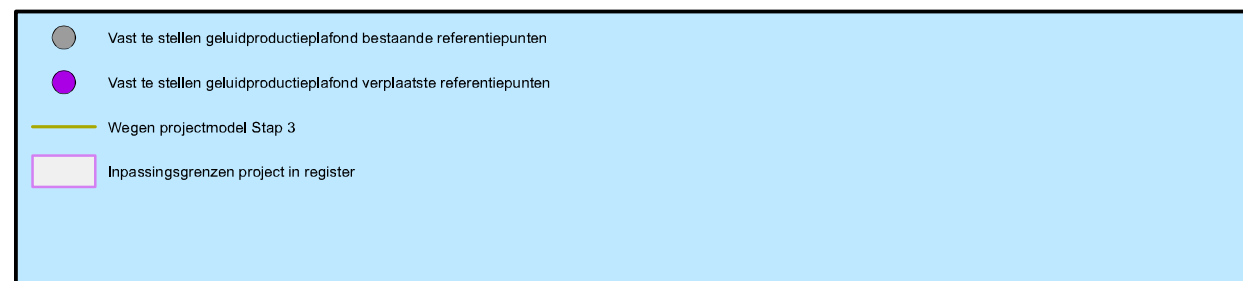 Vast te stellen geluidproductieplafond bestaande referentiepunten
Vast te stellen geluidproductieplafond verplaatste referentiepunten
Wegen projectmodel Stap 3
Inpassingsgrenzen project in register